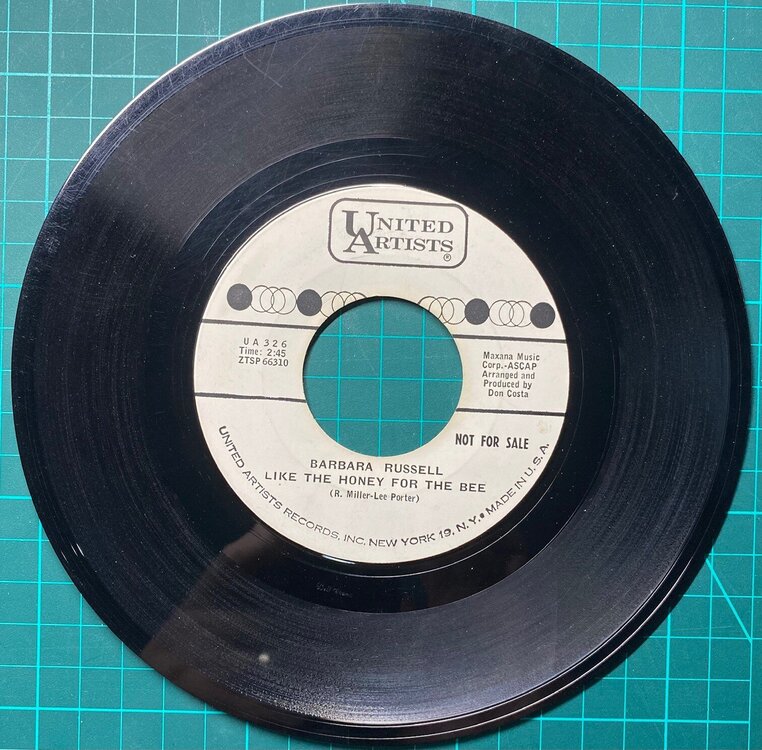 UNITED
ARTISTS
®
UA 326
Time: 2:45
ZTSP 66310
Maxana Music
Corp.-ASCAP
Arranged and
Produced by
Don Costa
NOT FOR SALE
BARBARA RUSSELL
LIKE THE HONEY FOR THE BEE
(R. Miller-Lee Porter)
UNITED ARTISTS RECORDS, INC. NEW YORK 19, N. Y. • MADE IN U. S. A.